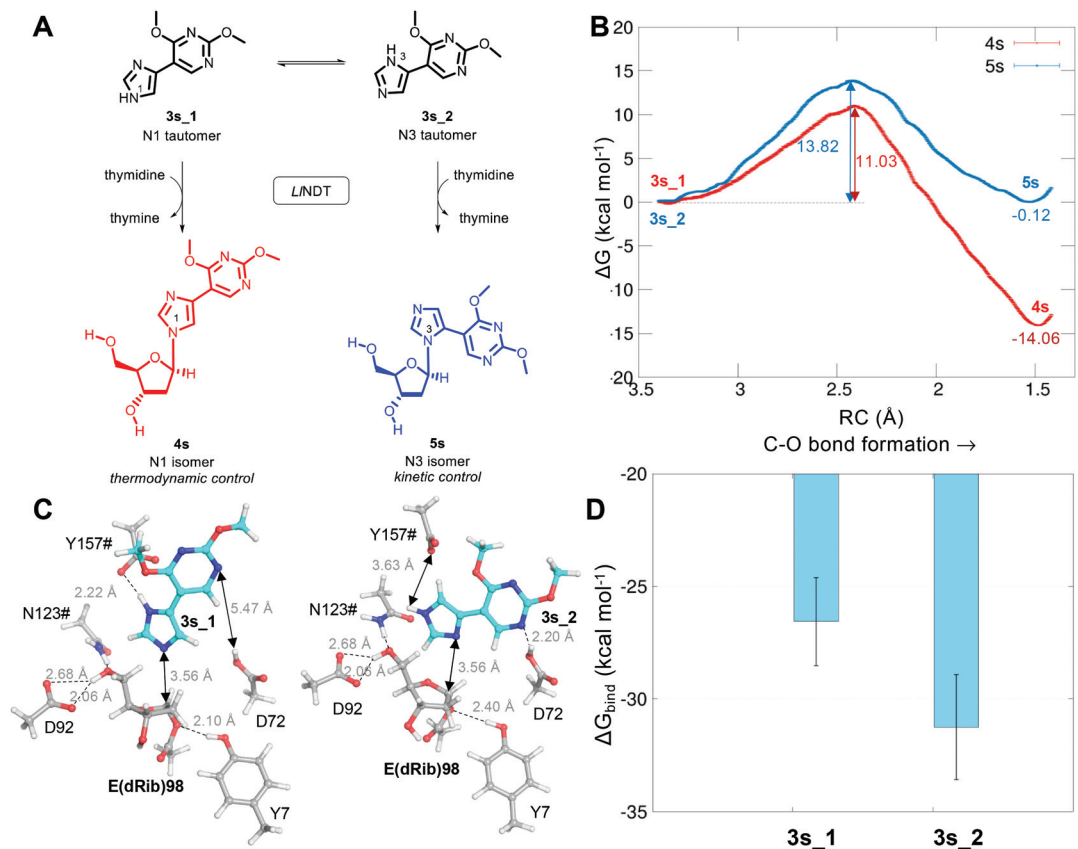 A
O
N
O
N
N
N
1
HN
3s_1
N1 tautomer
H
N
3
O
N
O
N
N
3s_2
N3 tautomer
thymidine
thymine
LlNDT
thymidine
thymine
O
N
O
N
N
1
N
H
O
O
H
O
H
4s
N1 isomer
thermodynamic control
N
3
N
O
N
N
O
H
O
O
H
O
H
5s
N3 isomer
kinetic control
B
ΔG (kcal mol-1)
20
15
10
5
0
-5
-10
-15
-20
4s
5s
13.82
11.03
3s_1
3s_2
5s
-0.12
4s
-14.06
3.5
3
2.5
2
1.5
RC (Å)
C-O bond formation →
C
Y157#
2.22 Å
N123#
3s_1
5.47 Å
2.68 Å
2.06 Å
3.56 Å
D92
D72
2.10 Å
E(dRib)98
Y7
Y157#
3.63 Å
N123#
3s_2
2.20 Å
2.68 Å
2.05 Å
3.56 Å
D92
D72
2.40 Å
E(dRib)98
Y7
D
ΔGbind (kcal mol-1)
-20
-25
-30
-35
3s_1
3s_2